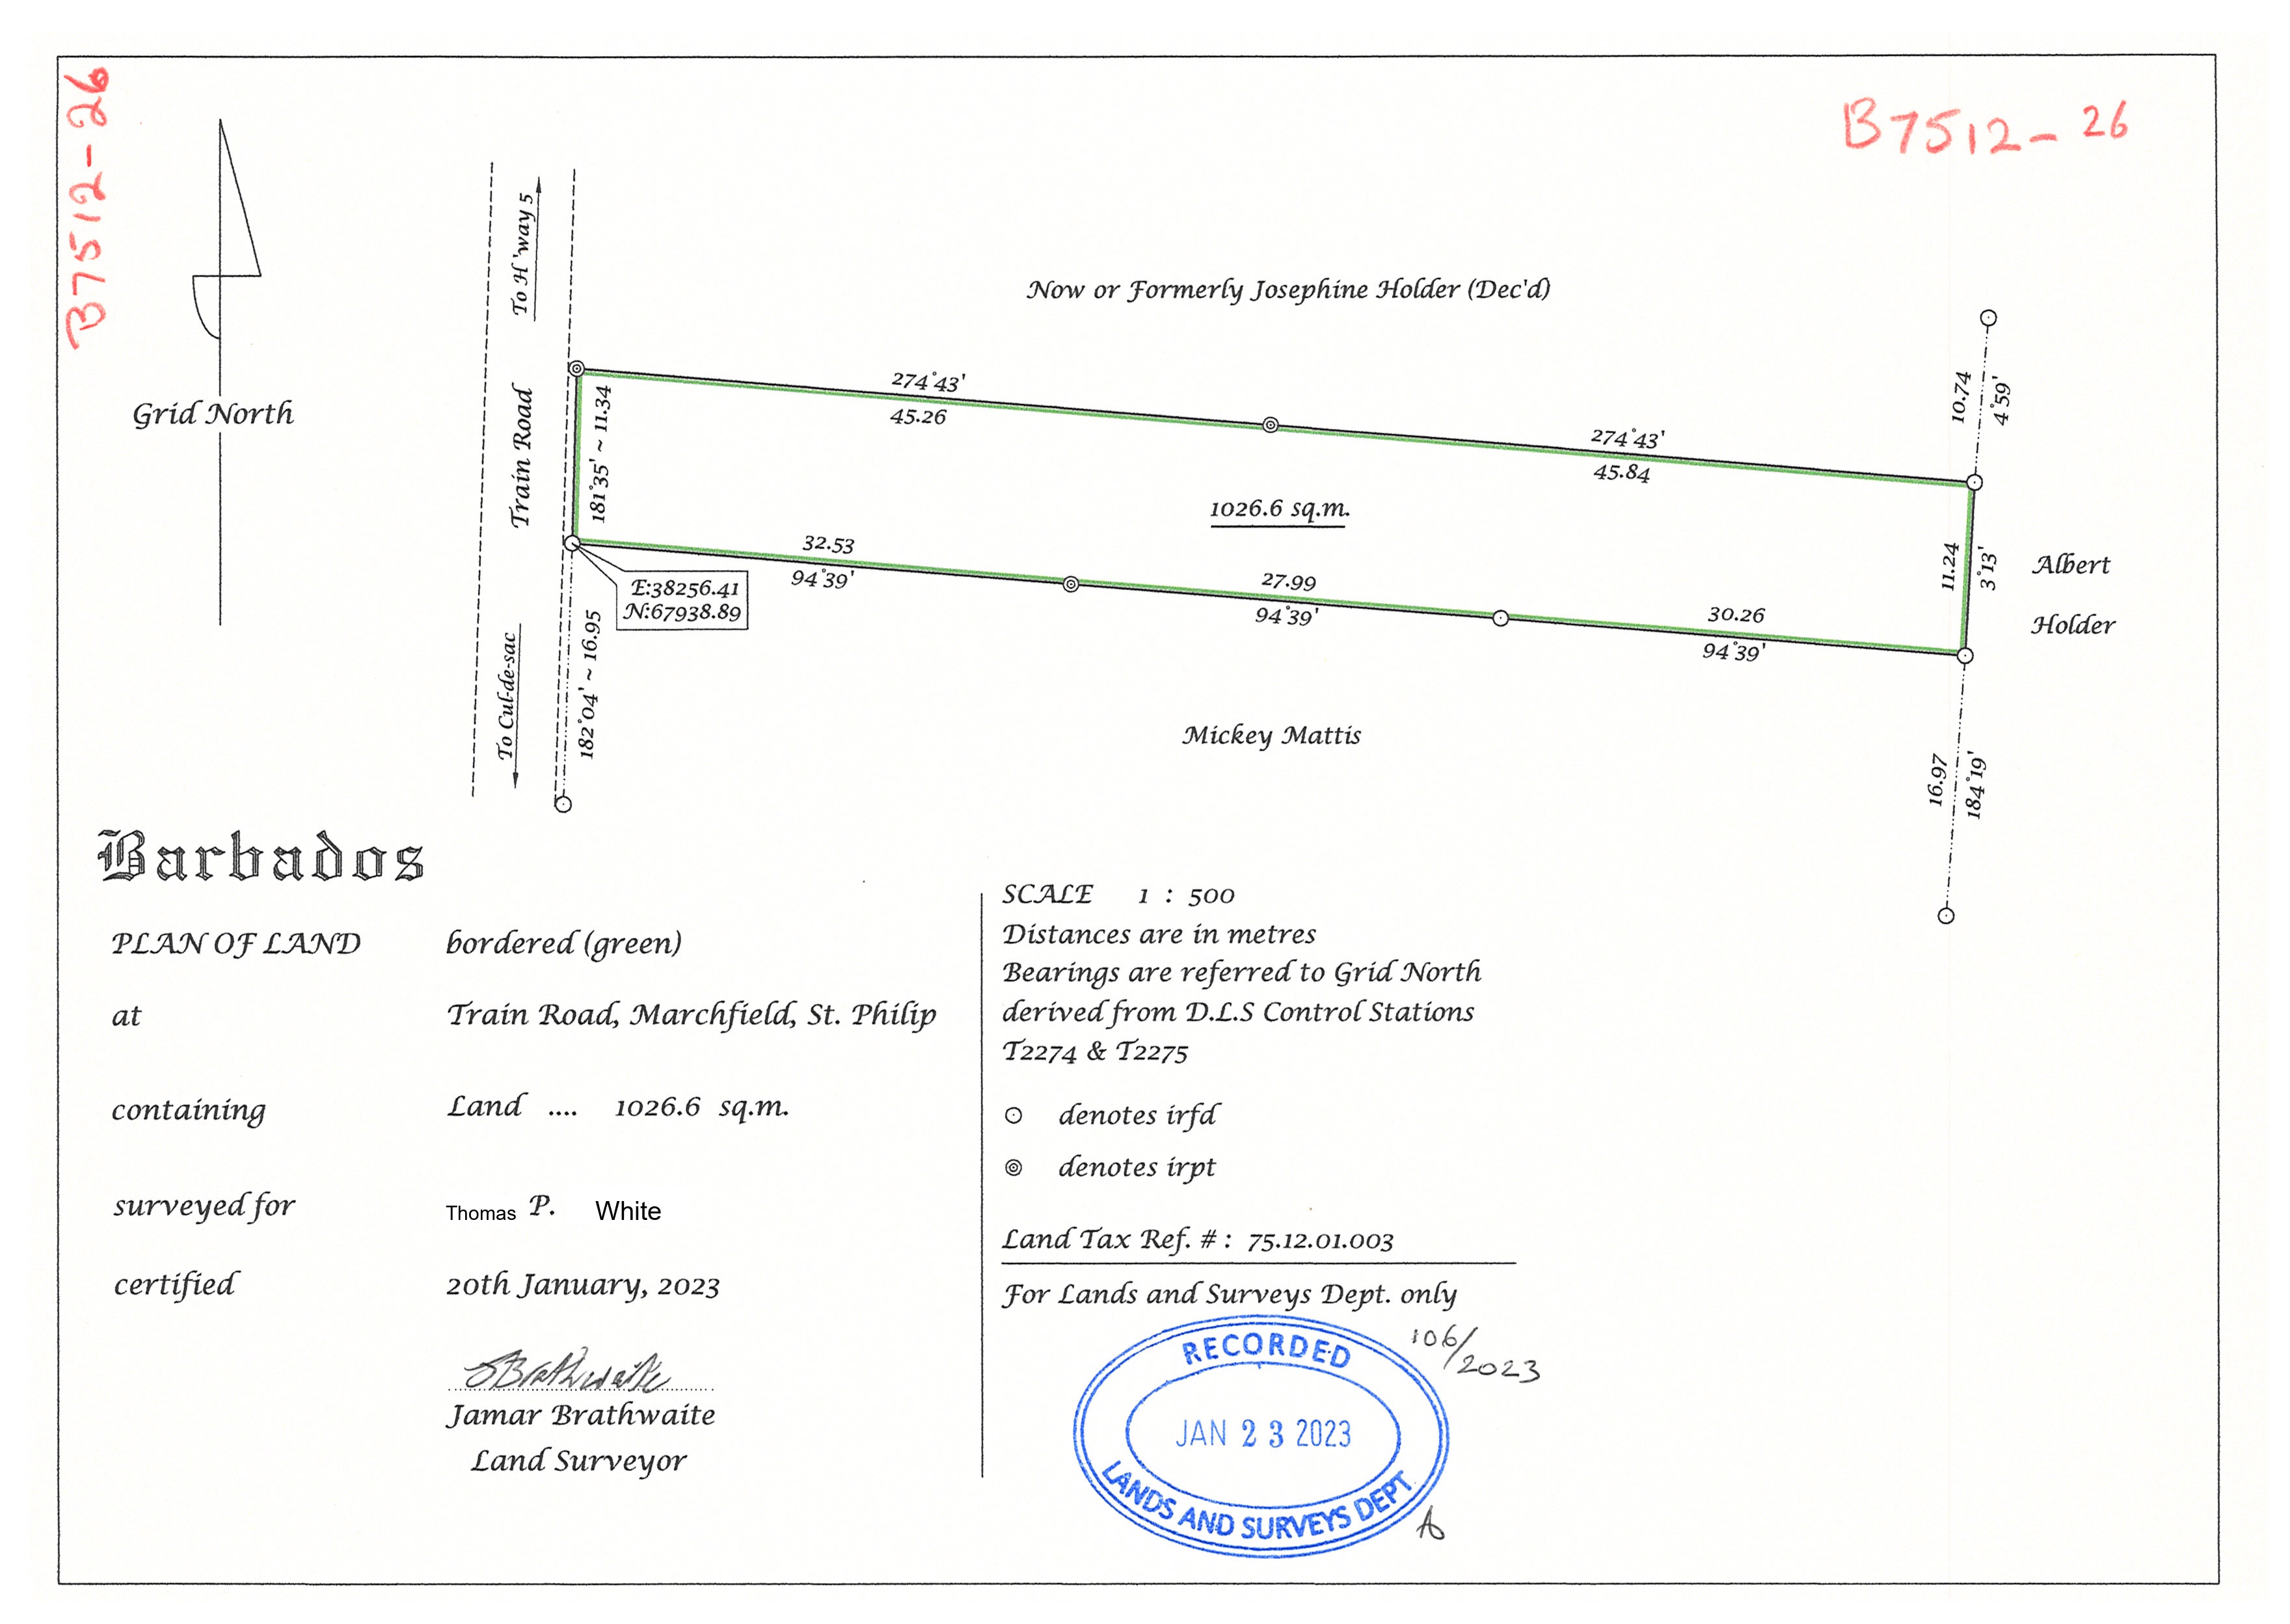 B7512-26
B7512-26
Grid North
To H'way 5
Train Road
To Cul-de-sac
Now or Formerly Josephine Holder (Dec'd)
274°43'
45.26
274°43'
45.84
10.74
4°59'
181°35' ~ 11.34
1026.6 sq.m.
32.53
94°39'
27.99
94°39'
30.26
94°39'
11.24
3°13'
Albert
Holder
E:38256.41
N:67938.89
182°04' ~ 16.95
Mickey Mattis
16.97
184°19'
Barbados
PLAN OF LAND bordered (green)
at Train Road, Marchfield, St. Philip
containing Land .... 1026.6 sq.m.
surveyed for Thomas P. White
certified 20th January, 2023
JBrathwaite
Jamar Brathwaite
Land Surveyor
SCALE 1 : 500
Distances are in metres
Bearings are referred to Grid North
derived from D.L.S Control Stations
T2274 & T2275
denotes irfd
denotes irpt
Land Tax Ref. # : 75.12.01.003
For Lands and Surveys Dept. only
106/2023
RECORDED
JAN 23 2023
LANDS AND SURVEYS DEPT